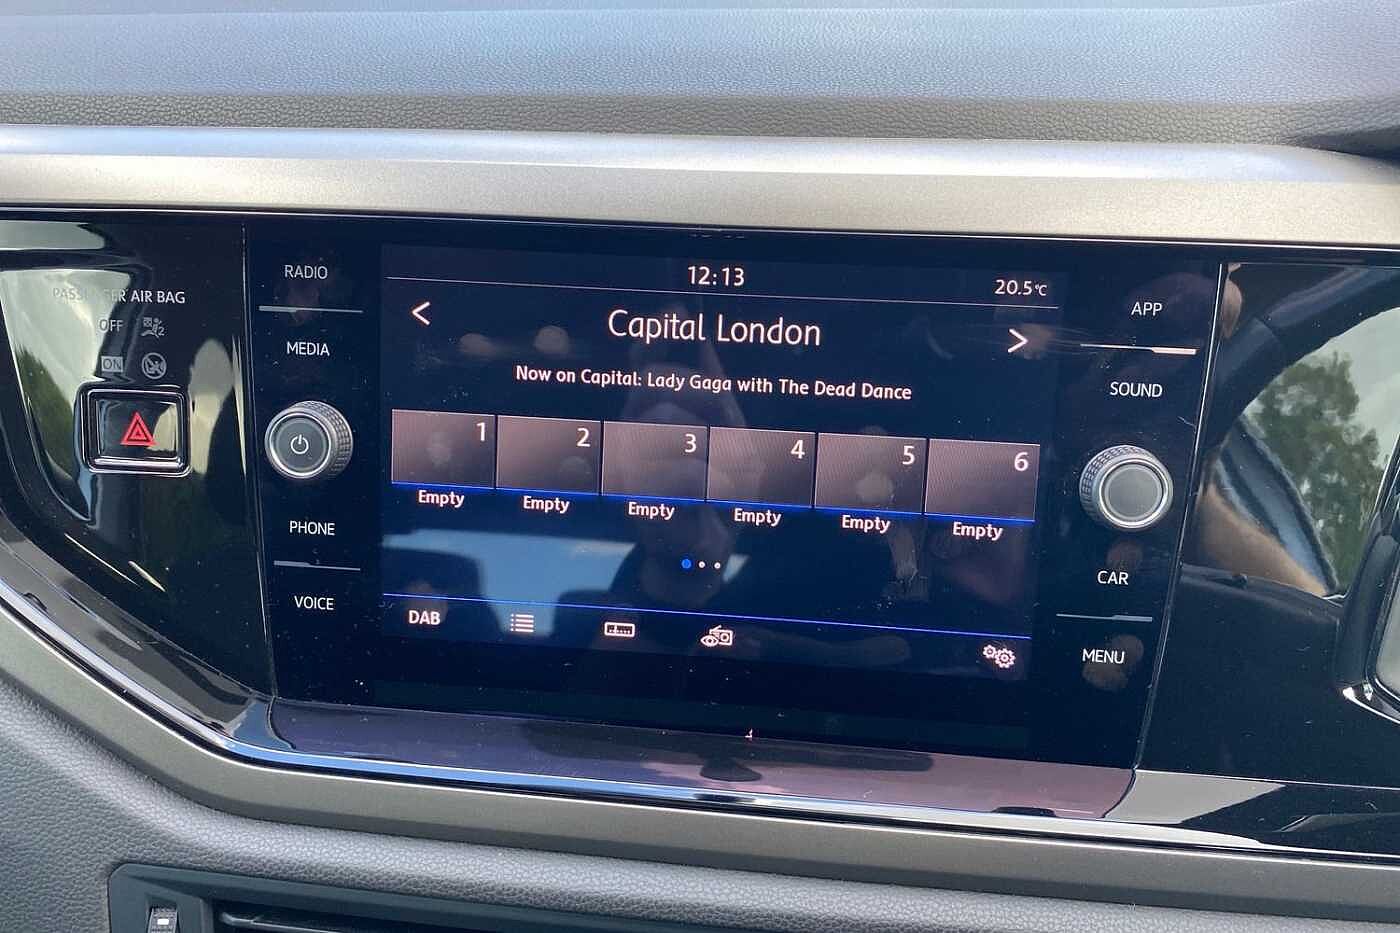 PASSENGER AIR BAG
OFF
2
ON
RADIO
MEDIA
PHONE
VOICE
12:13
20.5°C
< Capital London >
Now on Capital: Lady Gaga with The Dead Dance
1 2 3 4 5 6
Empty Empty Empty Empty Empty Empty
DAB
APP
SOUND
CAR
MENU